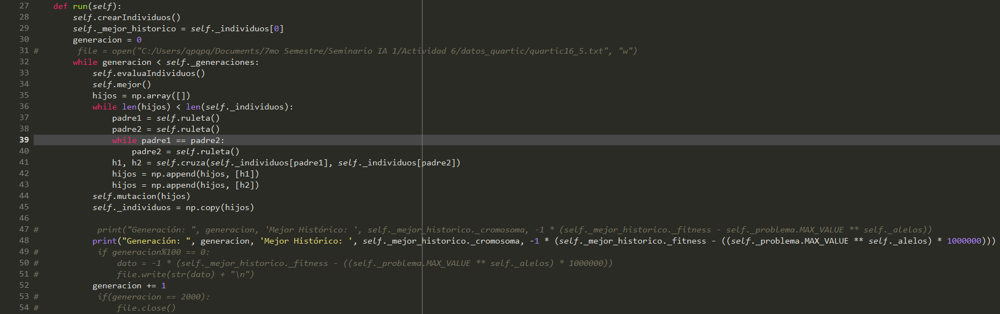 27    def run(self):
28        self.crearIndividuos()
29        self._mejor_historico = self._individuos[0]
30        generacion = 0
31 #        file = open("C:/Users/qpqpq/Documents/7mo Semestre/Seminario IA 1/Actividad 6/datos_quartic/quartic16_5.txt", "w")
32        while generacion < self._generaciones:
33            self.evaluaIndividuos()
34            self.mejor()
35            hijos = np.array([])
36            while len(hijos) < len(self._individuos):
37                padre1 = self.ruleta()
38                padre2 = self.ruleta()
39                while padre1 == padre2:
40                    padre2 = self.ruleta()
41                h1, h2 = self.cruza(self._individuos[padre1], self._individuos[padre2])
42                hijos = np.append(hijos, [h1])
43                hijos = np.append(hijos, [h2])
44            self.mutacion(hijos)
45            self._individuos = np.copy(hijos)
46
47 #            print("Generación: ", generacion, 'Mejor Histórico: ', self._mejor_historico._cromosoma, -1 * (self._mejor_historico._fitness - self._problema.MAX_VALUE ** self._alelos))
48            print("Generación: ", generacion, 'Mejor Histórico: ', self._mejor_historico._cromosoma, -1 * (self._mejor_historico._fitness - ((self._problema.MAX_VALUE ** self._alelos) * 1000000)))
49 #            if generacion%100 == 0:
50 #                dato = -1 * (self._mejor_historico._fitness - ((self._problema.MAX_VALUE ** self._alelos) * 1000000))
51 #                file.write(str(dato) + "\n")
52            generacion += 1
53 #            if(generacion == 2000):
54 #                file.close()